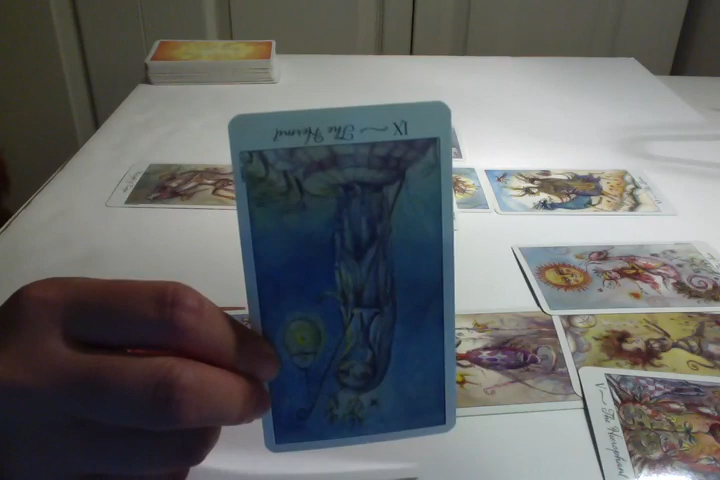 IX ~ The Hermit
V ~ The Hierophant